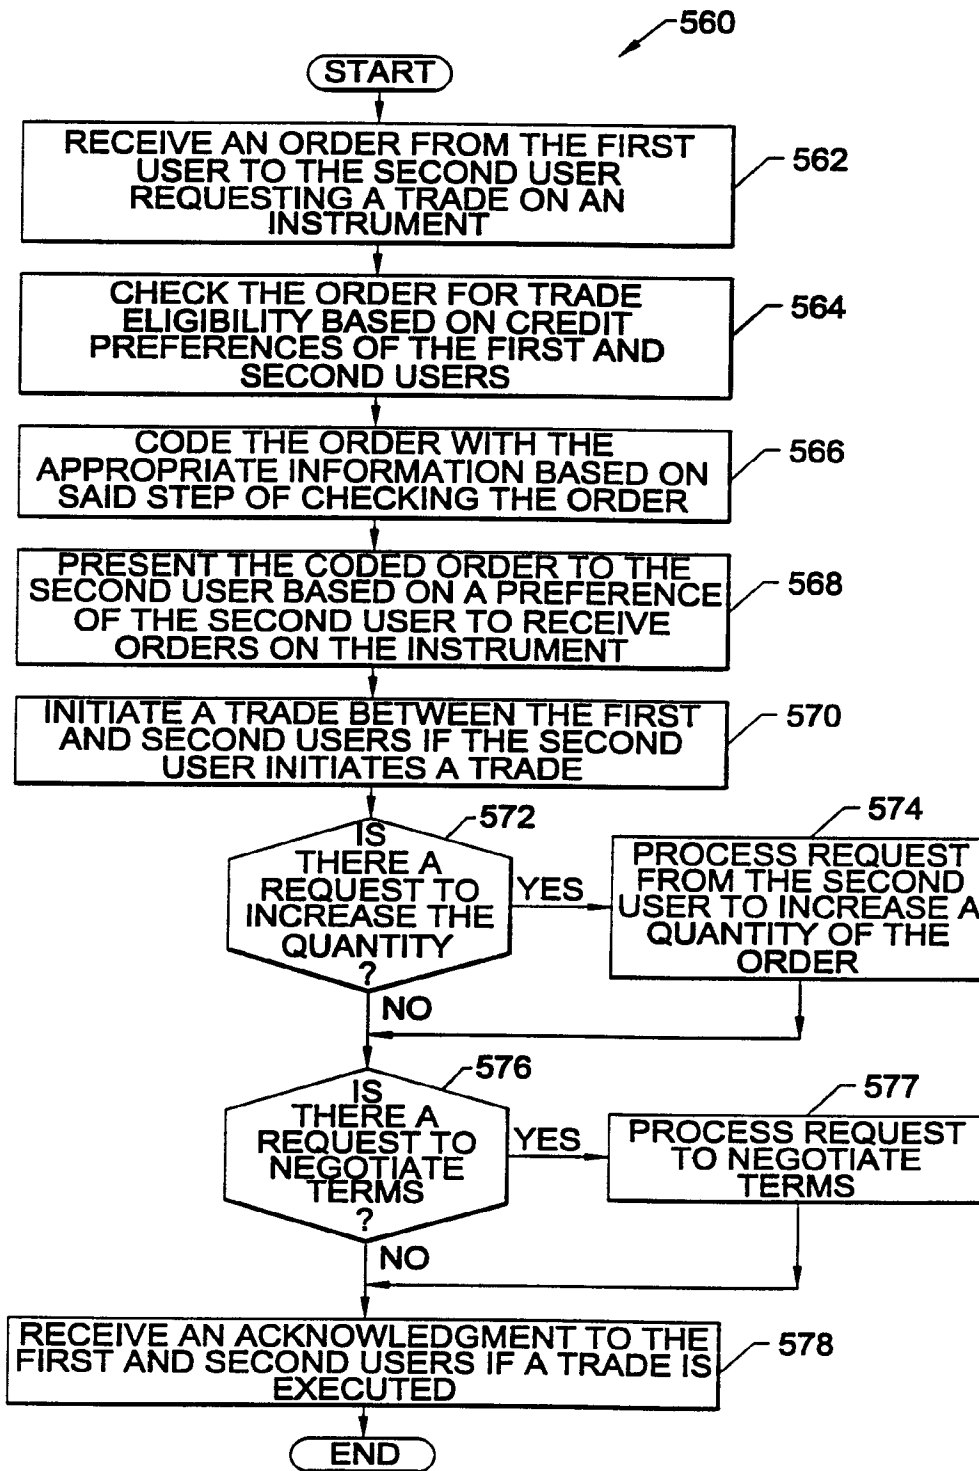 560
START
RECEIVE AN ORDER FROM THE FIRST
USER TO THE SECOND USER
REQUESTING A TRADE ON AN
INSTRUMENT
562
CHECK THE ORDER FOR TRADE
ELIGIBILITY BASED ON CREDIT
PREFERENCES OF THE FIRST AND
SECOND USERS
564
CODE THE ORDER WITH THE
APPROPRIATE INFORMATION BASED ON
SAID STEP OF CHECKING THE ORDER
566
PRESENT THE CODED ORDER TO THE
SECOND USER BASED ON A PREFERENCE
OF THE SECOND USER TO RECEIVE
ORDERS ON THE INSTRUMENT
568
INITIATE A TRADE BETWEEN THE FIRST
AND SECOND USERS IF THE SECOND
USER INITIATES A TRADE
570
572
IS
THERE A
REQUEST TO
INCREASE THE
QUANTITY
?
YES
NO
574
PROCESS REQUEST
FROM THE SECOND
USER TO INCREASE A
QUANTITY OF THE
ORDER
576
IS
THERE A
REQUEST TO
NEGOTIATE
TERMS
?
YES
NO
577
PROCESS REQUEST
TO NEGOTIATE
TERMS
RECEIVE AN ACKNOWLEDGMENT TO THE
FIRST AND SECOND USERS IF A TRADE IS
EXECUTED
578
END